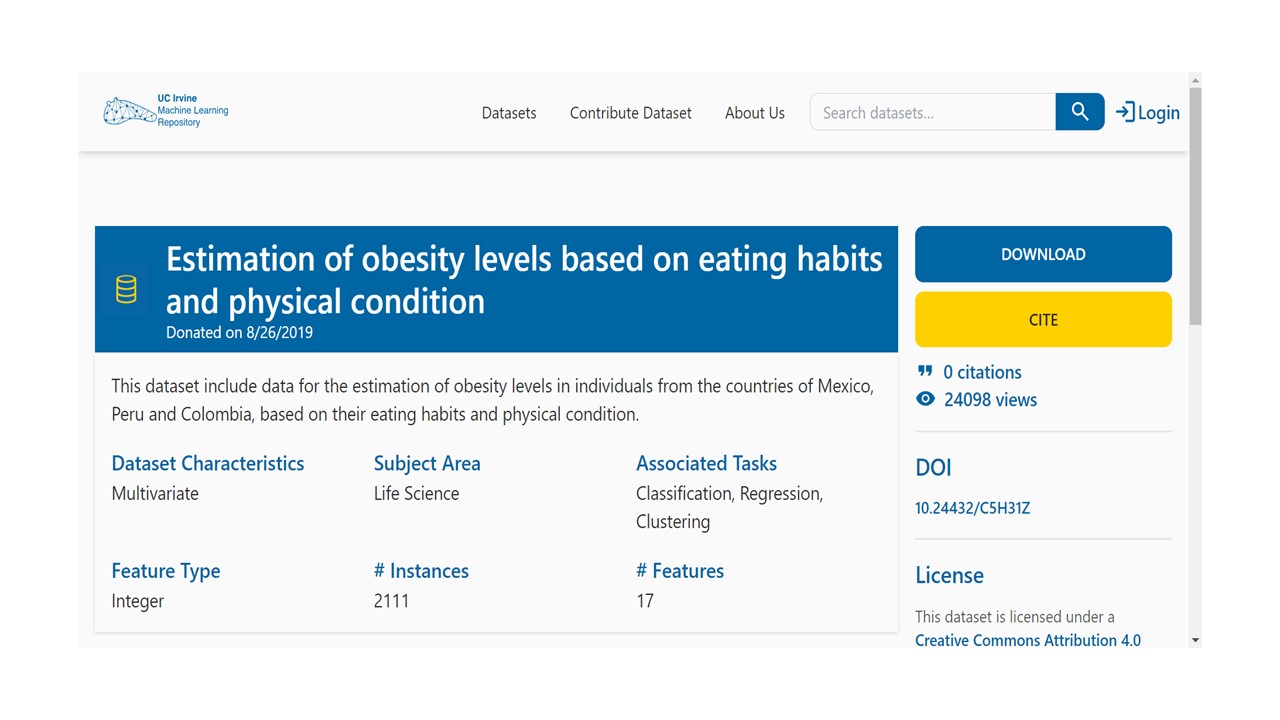 UC Irvine
Machine Learning
Repository
Datasets
Contribute Dataset
About Us
Search datasets...
Login
Estimation of obesity levels based on eating habits
and physical condition
Donated on 8/26/2019
This dataset include data for the estimation of obesity levels in individuals from the countries of Mexico,
Peru and Colombia, based on their eating habits and physical condition.
Dataset Characteristics
Multivariate
Subject Area
Life Science
Associated Tasks
Classification, Regression,
Clustering
Feature Type
Integer
# Instances
2111
# Features
17
DOWNLOAD
CITE
0 citations
24098 views
DOI
10.24432/C5H31Z
License
This dataset is licensed under a
Creative Commons Attribution 4.0